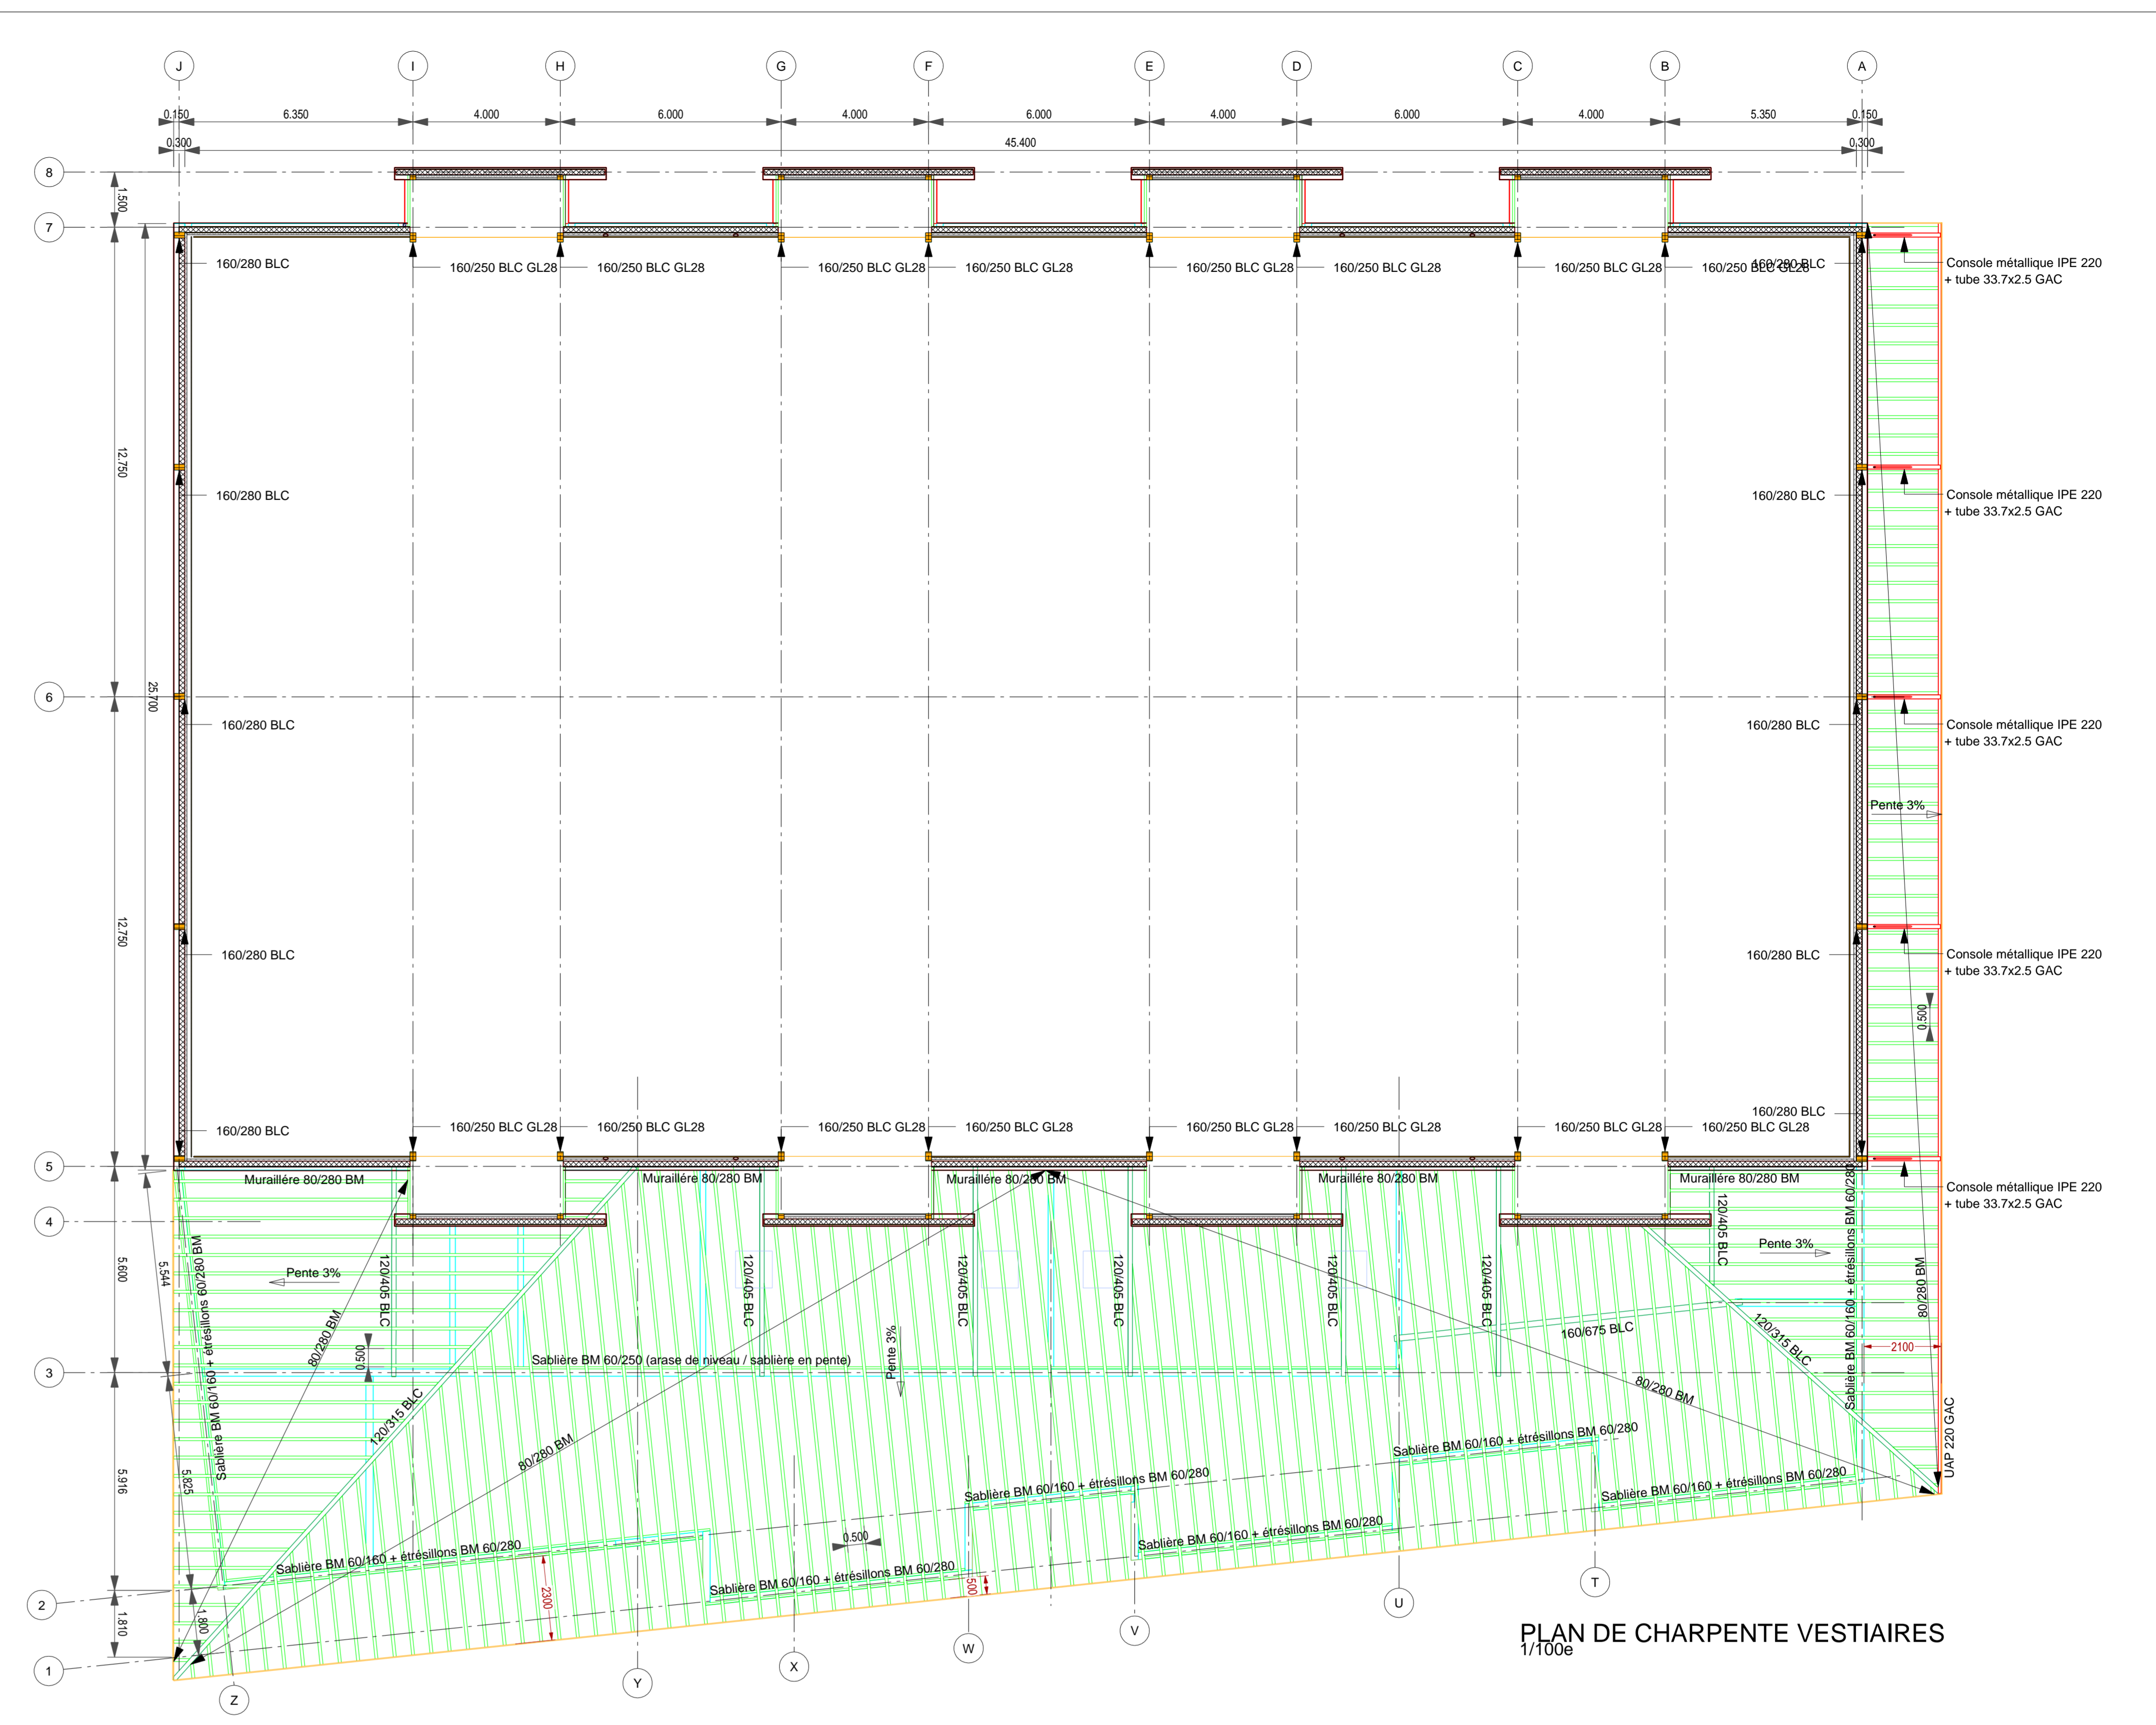 J I H G F E D C B A
0.150 6.350 4.000 6.000 4.000 6.000 4.000 6.000 4.000 5.350 0.150
0.300 45.400 0.300
8
1.500
7
160/280 BLC
160/250 BLC GL28
160/250 BLC GL28
160/250 BLC GL28
160/250 BLC GL28
160/250 BLC GL28
160/250 BLC GL28
160/250 BLC GL28
160/250 BLC GL28
160/280 BLC
Console métallique IPE 220
+ tube 33.7x2.5 GAC
12.750
160/280 BLC
160/280 BLC
Console métallique IPE 220
+ tube 33.7x2.5 GAC
6
25.700
160/280 BLC
160/280 BLC
Console métallique IPE 220
+ tube 33.7x2.5 GAC
Pente 3%
12.750
160/280 BLC
160/280 BLC
Console métallique IPE 220
+ tube 33.7x2.5 GAC
0.500
160/280 BLC
160/280 BLC
160/250 BLC GL28
160/250 BLC GL28
160/250 BLC GL28
160/250 BLC GL28
160/250 BLC GL28
160/250 BLC GL28
160/250 BLC GL28
160/250 BLC GL28
5
Muraillére 80/280 BM
Muraillére 80/280 BM
Muraillére 80/280 BM
Muraillére 80/280 BM
Muraillére 80/280 BM
Console métallique IPE 220
+ tube 33.7x2.5 GAC
4
5.600
5.544
Pente 3%
Pente 3%
120/405 BLC
120/405 BLC
120/405 BLC
120/405 BLC
120/405 BLC
120/405 BLC
120/405 BLC
Sablière BM 60/160 + étrésillons 60/280 BM
Sablière BM 60/160 + étrésillons BM 60/280
80/280 BM
80/280 BM
160/675 BLC
120/315 BLC
2100
Pente 3%
0.500
Sablière BM 60/250 (arase de niveau / sablière en pente)
3
120/315 BLC
80/280 BM
80/280 BM
UAP 220 GAC
5.916
5.825
Sablière BM 60/160 + étrésillons BM 60/280
Sablière BM 60/160 + étrésillons BM 60/280
Sablière BM 60/160 + étrésillons BM 60/280
Sablière BM 60/160 + étrésillons BM 60/280
Sablière BM 60/160 + étrésillons BM 60/280
Sablière BM 60/160 + étrésillons BM 60/280
0.500
2300
500
2
1.810
1.800
1
Z Y X W V U T
PLAN DE CHARPENTE VESTIAIRES
1/100e